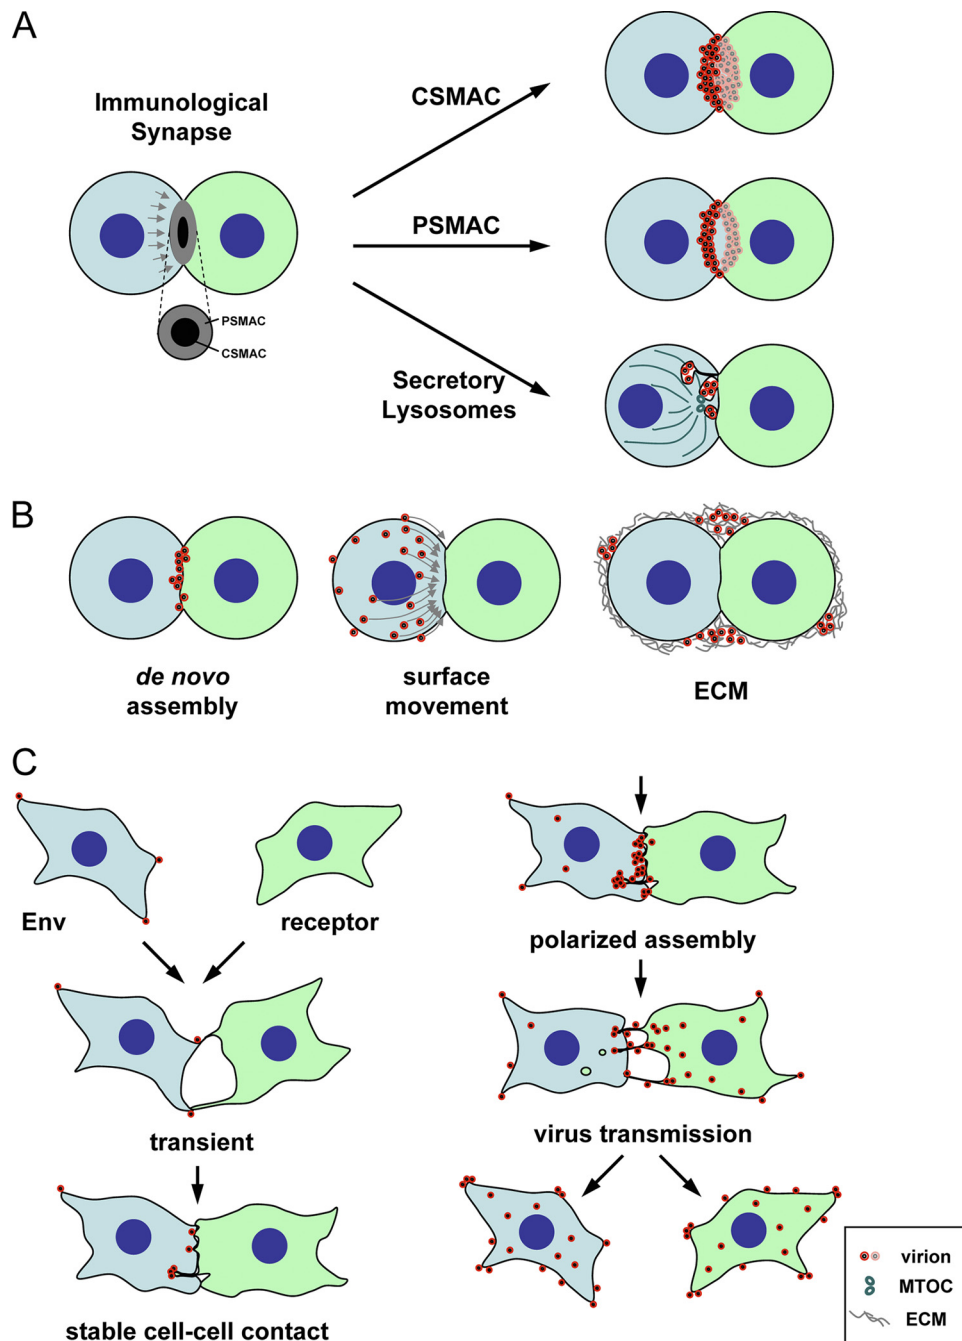 A
Immunological
Synapse
CSMAC
PSMAC
PSMAC
CSMAC
Secretory
Lysosomes
B
de novo
assembly
surface
movement
ECM
C
Env
receptor
transient
stable cell-cell contact
polarized assembly
virus transmission
virion
MTOC
ECM